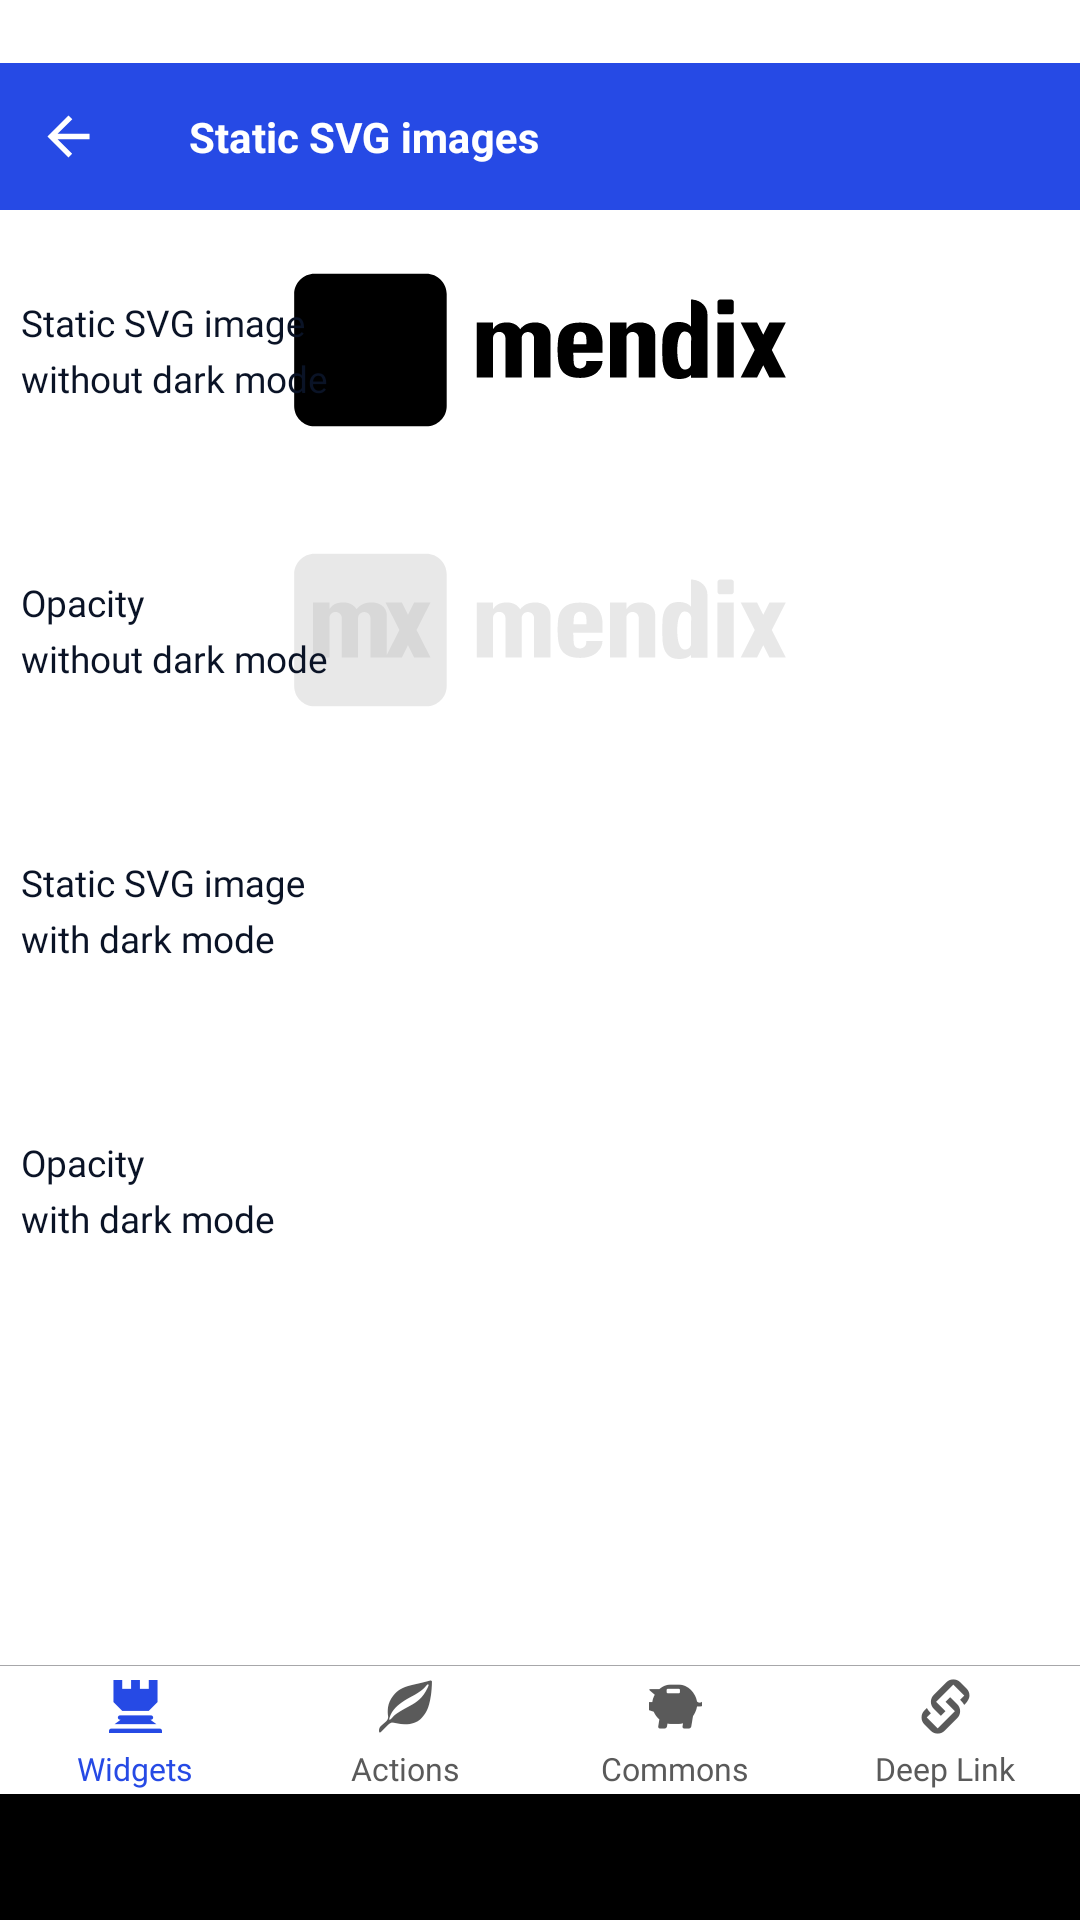 Static SVG images
Static SVG image
without dark mode
mendix
Opacity
without dark mode
mx mendix
Static SVG image
with dark mode
Opacity
with dark mode
Widgets
Actions
Commons
Deep Link